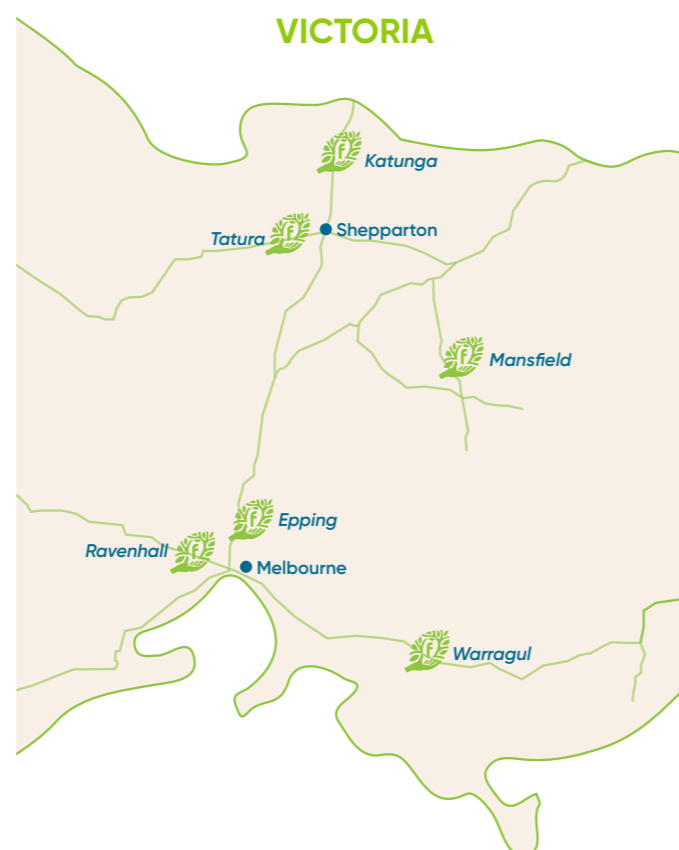 VICTORIA
Katunga
Tatura
Shepparton
Mansfield
Epping
Ravenhall
Melbourne
Warragul